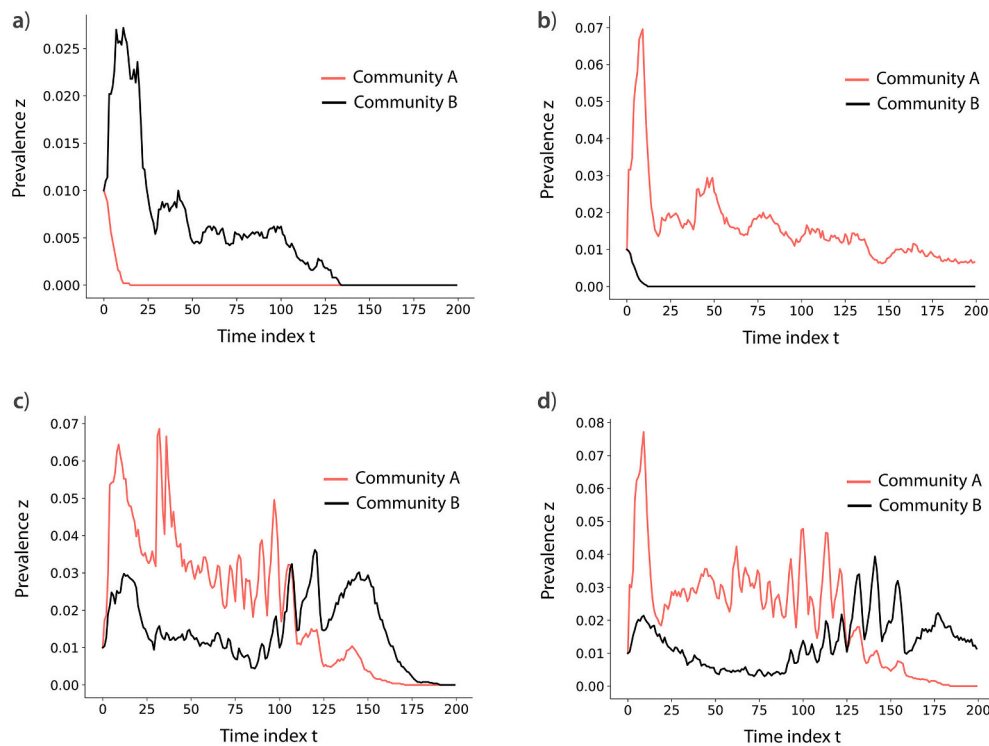 a)
Prevalence z
0.025
0.020
0.015
0.010
0.005
0.000
Community A
Community B
0 25 50 75 100 125 150 175 200
Time index t
b)
Prevalence z
0.07
0.06
0.05
0.04
0.03
0.02
0.01
0.00
Community A
Community B
0 25 50 75 100 125 150 175 200
Time index t
c)
Prevalence z
0.07
0.06
0.05
0.04
0.03
0.02
0.01
0.00
Community A
Community B
0 25 50 75 100 125 150 175 200
Time index t
d)
Prevalence z
0.08
0.07
0.06
0.05
0.04
0.03
0.02
0.01
0.00
Community A
Community B
0 25 50 75 100 125 150 175 200
Time index t